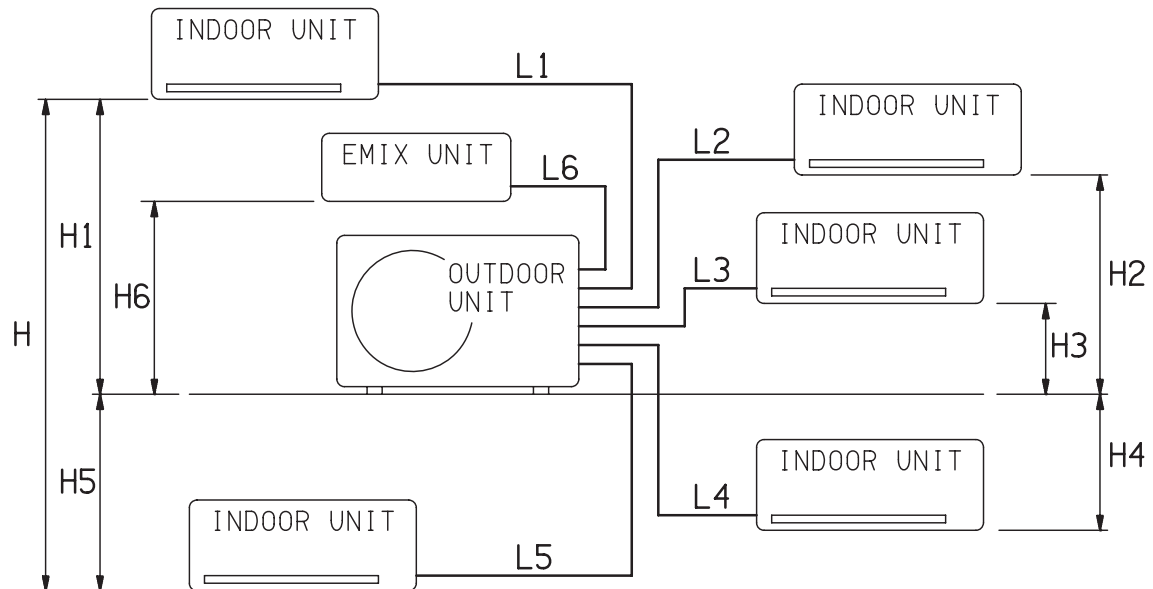 INDOOR UNIT
L1
INDOOR UNIT
EMIX UNIT
L2
L6
H1
INDOOR UNIT
OUTDOOR
UNIT
L3
H2
H6
H
H3
INDOOR UNIT
H4
H5
L4
INDOOR UNIT
L5